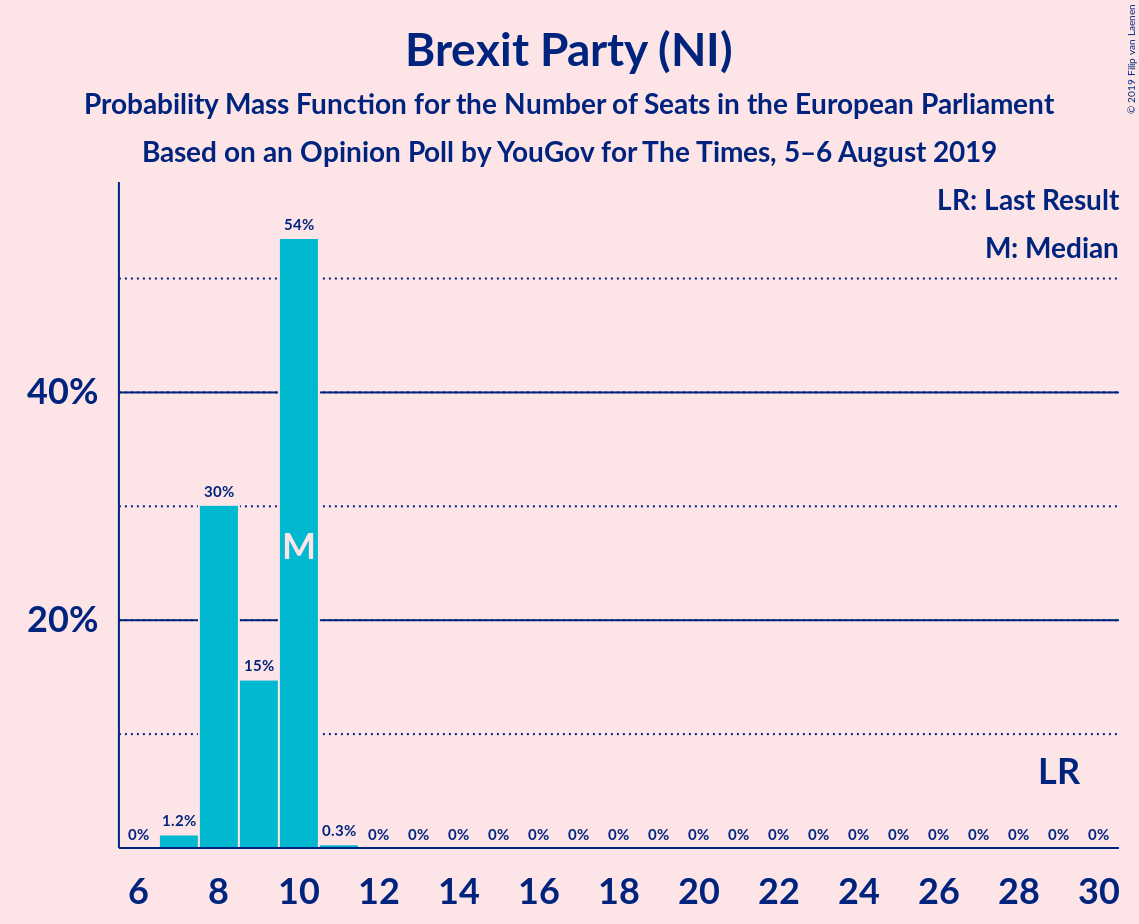 © 2019 Filip van Laenen
Brexit Party (NI)
Probability Mass Function for the Number of Seats in the European Parliament
Based on an Opinion Poll by YouGov for The Times, 5–6 August 2019
LR: Last Result
M: Median
54%
40%
30%
M
20%
15%
LR
0% 1.2% 0.3% 0% 0% 0% 0% 0% 0% 0% 0% 0% 0% 0% 0% 0% 0% 0% 0% 0% 0%
6 8 10 12 14 16 18 20 22 24 26 28 30